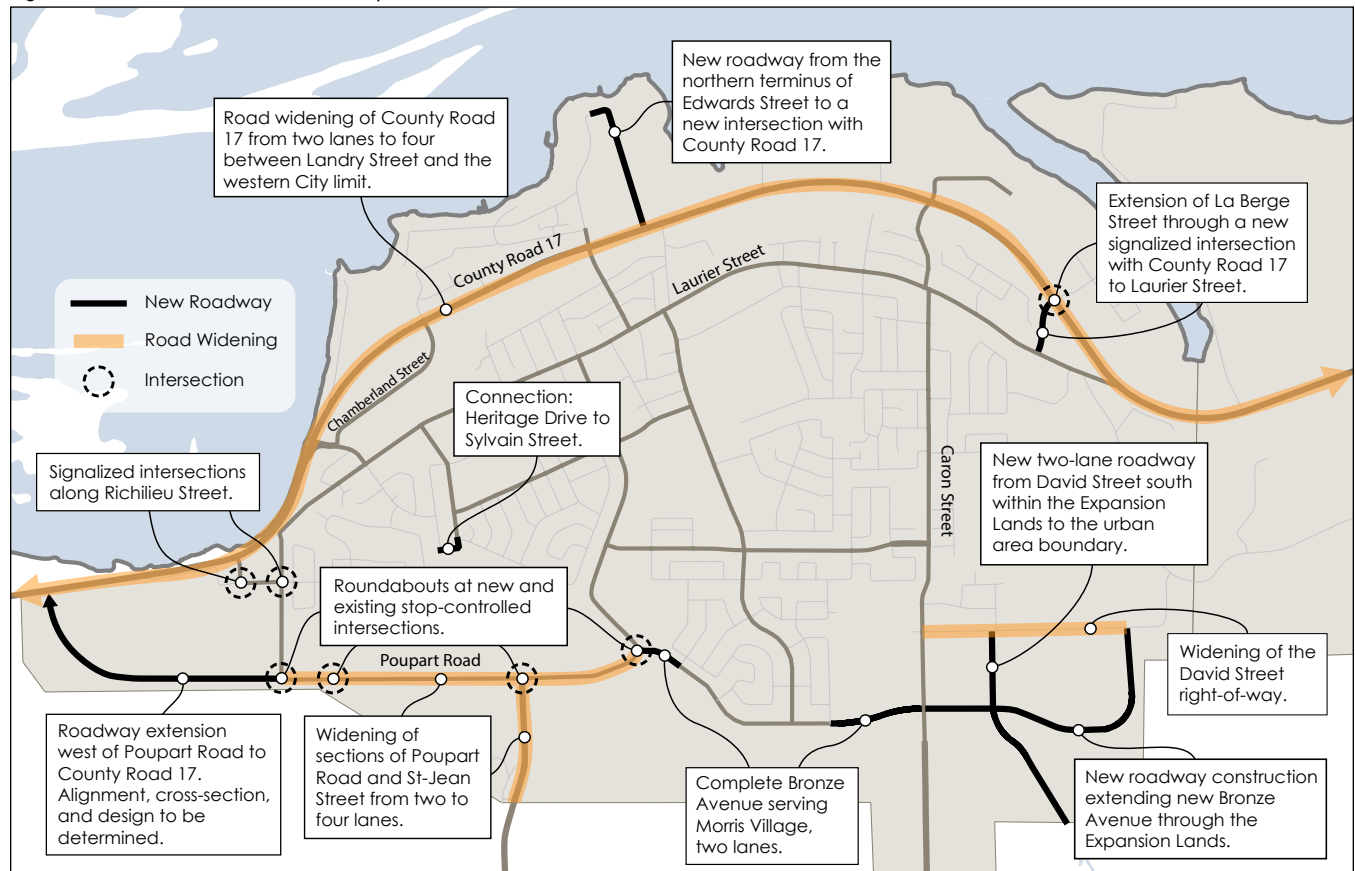 Road widening of County Road
17 from two lanes to four
between Landry Street and the
western City limit.
New roadway from the
northern terminus of
Edwards Street to a
new intersection with
County Road 17.
Extension of La Berge
Street through a new
signalized intersection
with County Road 17
to Laurier Street.
County Road 17
Laurier Street
New Roadway
Road Widening
Intersection
Chamberland Street
Connection:
Heritage Drive to
Sylvain Street.
Caron Street
Signalized intersections
along Richilieu Street.
New two-lane roadway
from David Street south
within the Expansion
Lands to the urban
area boundary.
Roundabouts at new and
existing stop-controlled
intersections.
Poupart Road
Widening of the
David Street
right-of-way.
Roadway extension
west of Poupart Road to
County Road 17.
Alignment, cross-section,
and design to be
determined.
Widening of
sections of Poupart
Road and St-Jean
Street from two to
four lanes.
Complete Bronze
Avenue serving
Morris Village,
two lanes.
New roadway construction
extending new Bronze
Avenue through the
Expansion Lands.